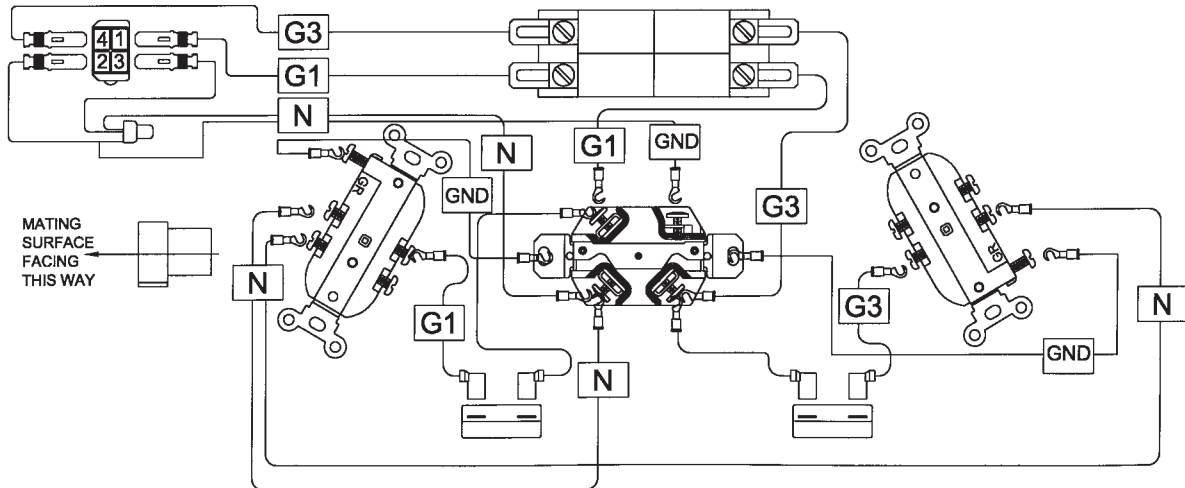 G3
4 1
2 3
G1
N
N
G1
GND
GR
GND
G3
GR
MATING
SURFACE
FACING
THIS WAY
N
G1
G3
N
GND
N